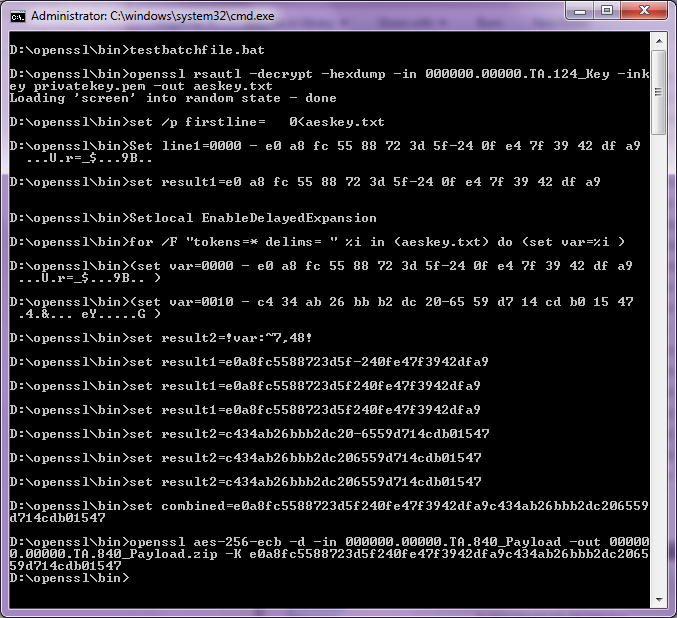 Administrator: C:\windows\system32\cmd.exe
D:\openssl\bin>testbatchfile.bat
D:\openssl\bin>openssl rsautl -decrypt -hexdump -in 000000.00000.TA.124_Key -ink
ey privatekey.pem -out aeskey.txt
Loading 'screen' into random state - done
D:\openssl\bin>set /p firstline=   0<aeskey.txt
D:\openssl\bin>Set line1=0000 - e0 a8 fc 55 88 72 3d 5f-24 0f e4 7f 39 42 df a9
  ...U.r=_$...9B..
D:\openssl\bin>set result1=e0 a8 fc 55 88 72 3d 5f-24 0f e4 7f 39 42 df a9
D:\openssl\bin>Setlocal EnableDelayedExpansion
D:\openssl\bin>for /F "tokens=* delims= " %i in (aeskey.txt) do (set var=%i )
D:\openssl\bin>(set var=0000 - e0 a8 fc 55 88 72 3d 5f-24 0f e4 7f 39 42 df a9
 ...U.r=_$...9B.. )
D:\openssl\bin>(set var=0010 - c4 34 ab 26 bb b2 dc 20-65 59 d7 14 cd b0 15 47
 .4.&... eY.....G )
D:\openssl\bin>set result2=!var:~7,48!
D:\openssl\bin>set result1=e0a8fc5588723d5f-240fe47f3942dfa9
D:\openssl\bin>set result1=e0a8fc5588723d5f240fe47f3942dfa9
D:\openssl\bin>set result1=e0a8fc5588723d5f240fe47f3942dfa9
D:\openssl\bin>set result2=c434ab26bbb2dc20-6559d714cdb01547
D:\openssl\bin>set result2=c434ab26bbb2dc206559d714cdb01547
D:\openssl\bin>set result2=c434ab26bbb2dc206559d714cdb01547
D:\openssl\bin>set combined=e0a8fc5588723d5f240fe47f3942dfa9c434ab26bbb2dc206559
d714cdb01547
D:\openssl\bin>openssl aes-256-ecb -d -in 000000.00000.TA.840_Payload -out 00000
0.00000.TA.840_Payload.zip -K e0a8fc5588723d5f240fe47f3942dfa9c434ab26bbb2dc2065
59d714cdb01547
D:\openssl\bin>